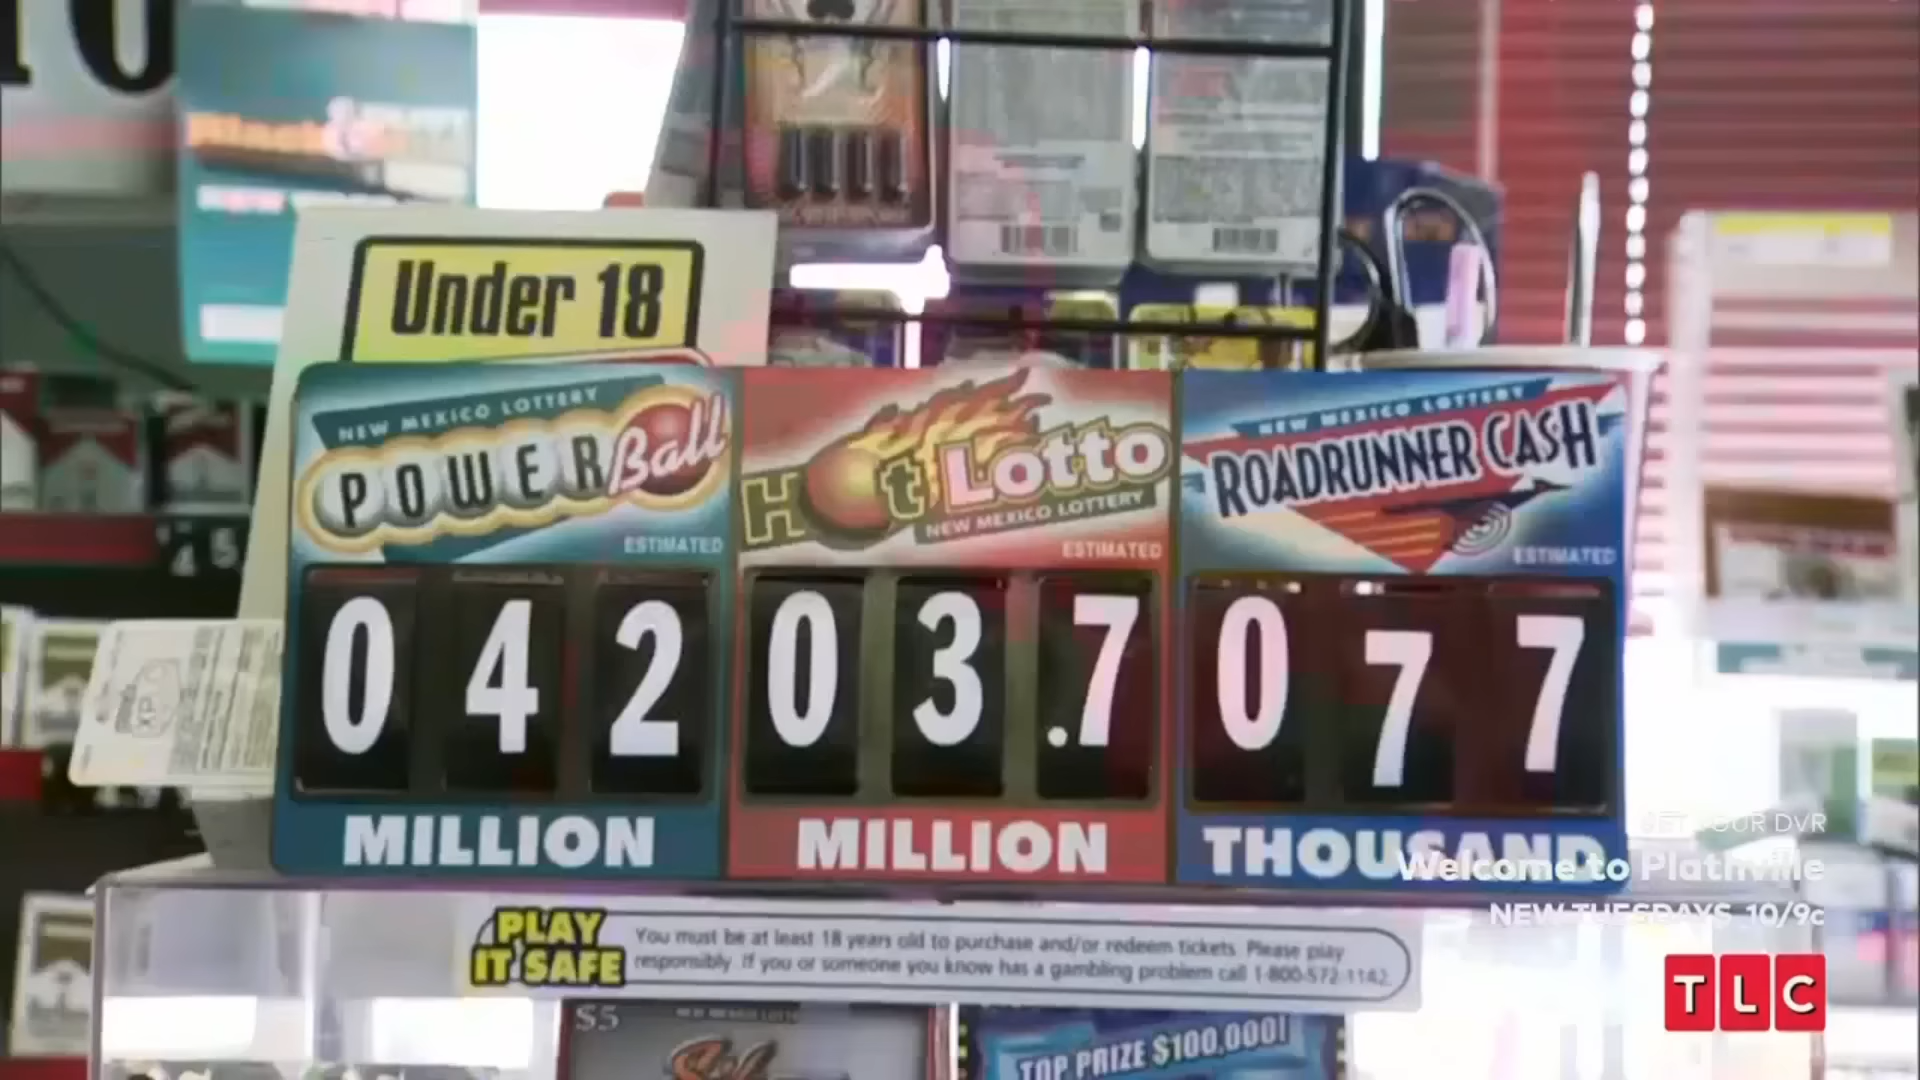 Under 18
NEW MEXICO LOTTERY
POWERBall
ESTIMATED
042
MILLION
Hot Lotto
NEW MEXICO LOTTERY
ESTIMATED
03.7
MILLION
NEW MEXICO LOTTERY
ROADRUNNER CASH
ESTIMATED
077
THOUSAND
PLAY
IT SAFE
You must be at least 18 years old to purchase and/or redeem tickets. Please play
responsibly. If you or someone you know has a gambling problem call 1-800-572-1142.
$5
TOP PRIZE $100,000!
SET YOUR DVR
Welcome to Plathville
NEW TUESDAYS 10/9c
TLC